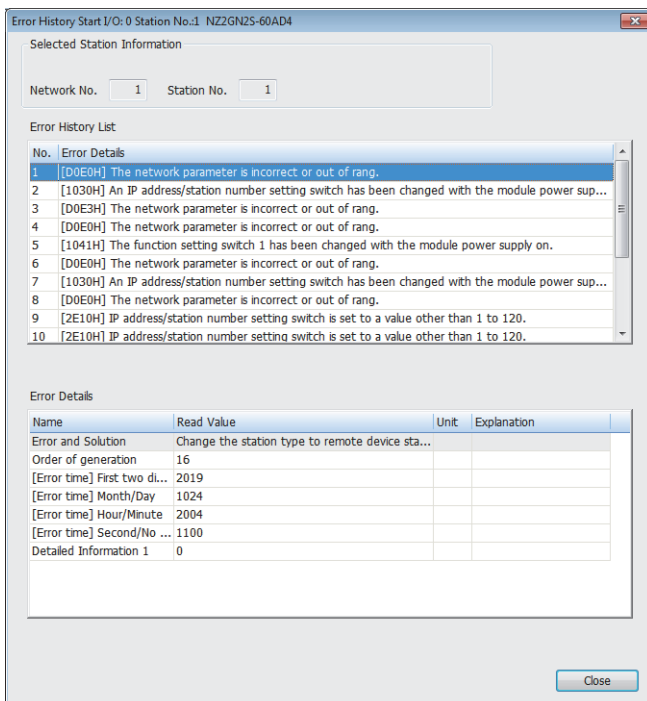 Error History Start I/O: 0 Station No.:1 NZ2GN2S-60AD4
Selected Station Information
Network No. 1 Station No. 1
Error History List
No. Error Details
1 [D0E0H] The network parameter is incorrect or out of rang.
2 [1030H] An IP address/station number setting switch has been changed with the module power sup...
3 [D0E3H] The network parameter is incorrect or out of rang.
4 [D0E0H] The network parameter is incorrect or out of rang.
5 [1041H] The function setting switch 1 has been changed with the module power supply on.
6 [D0E0H] The network parameter is incorrect or out of rang.
7 [1030H] An IP address/station number setting switch has been changed with the module power sup...
8 [D0E0H] The network parameter is incorrect or out of rang.
9 [2E10H] IP address/station number setting switch is set to a value other than 1 to 120.
10 [2E10H] IP address/station number setting switch is set to a value other than 1 to 120.
Error Details
Name Read Value Unit Explanation
Error and Solution Change the station type to remote device sta...
Order of generation 16
[Error time] First two di... 2019
[Error time] Month/Day 1024
[Error time] Hour/Minute 2004
[Error time] Second/No ... 1100
Detailed Information 1 0
Close